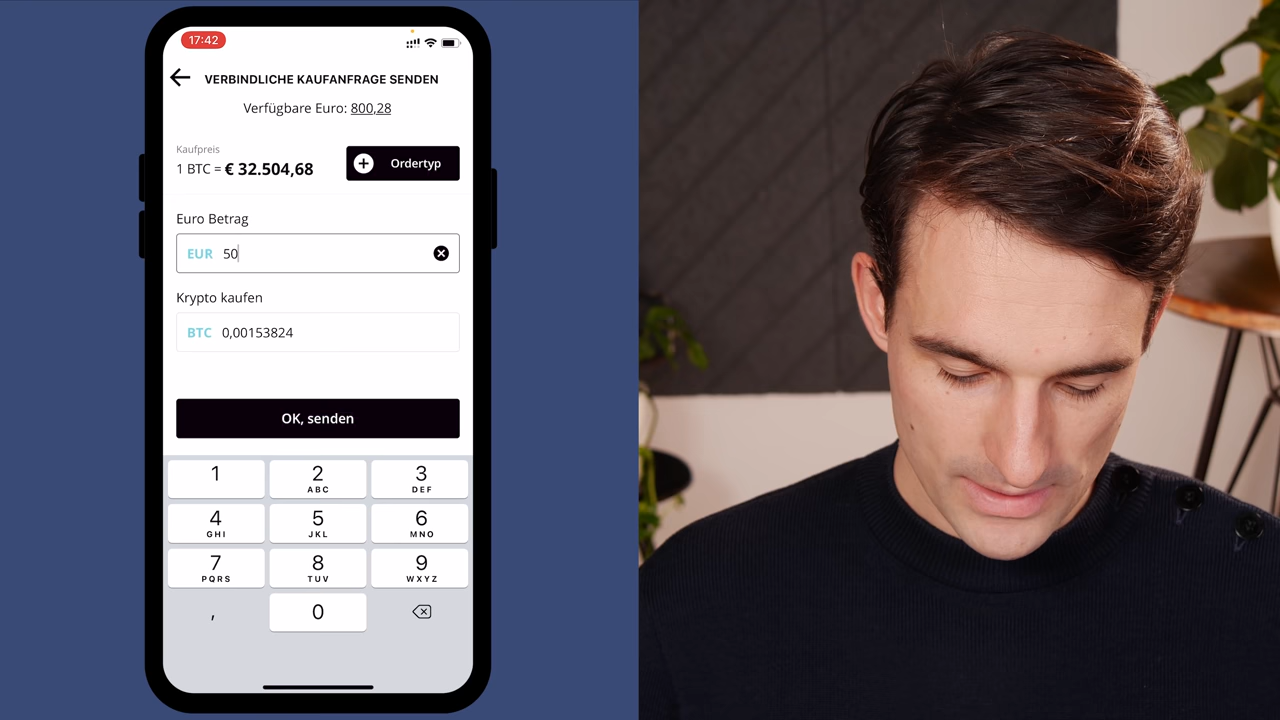 17:42
VERBINDLICHE KAUFANFRAGE SENDEN
Verfügbare Euro: 800,28
Kaufpreis
1 BTC = € 32.504,68
Ordertyp
Euro Betrag
EUR 50
Krypto kaufen
BTC 0,00153824
OK, senden
1 2 3
ABC DEF
4 5 6
GHI JKL MNO
7 8 9
PQRS TUV WXYZ
, 0